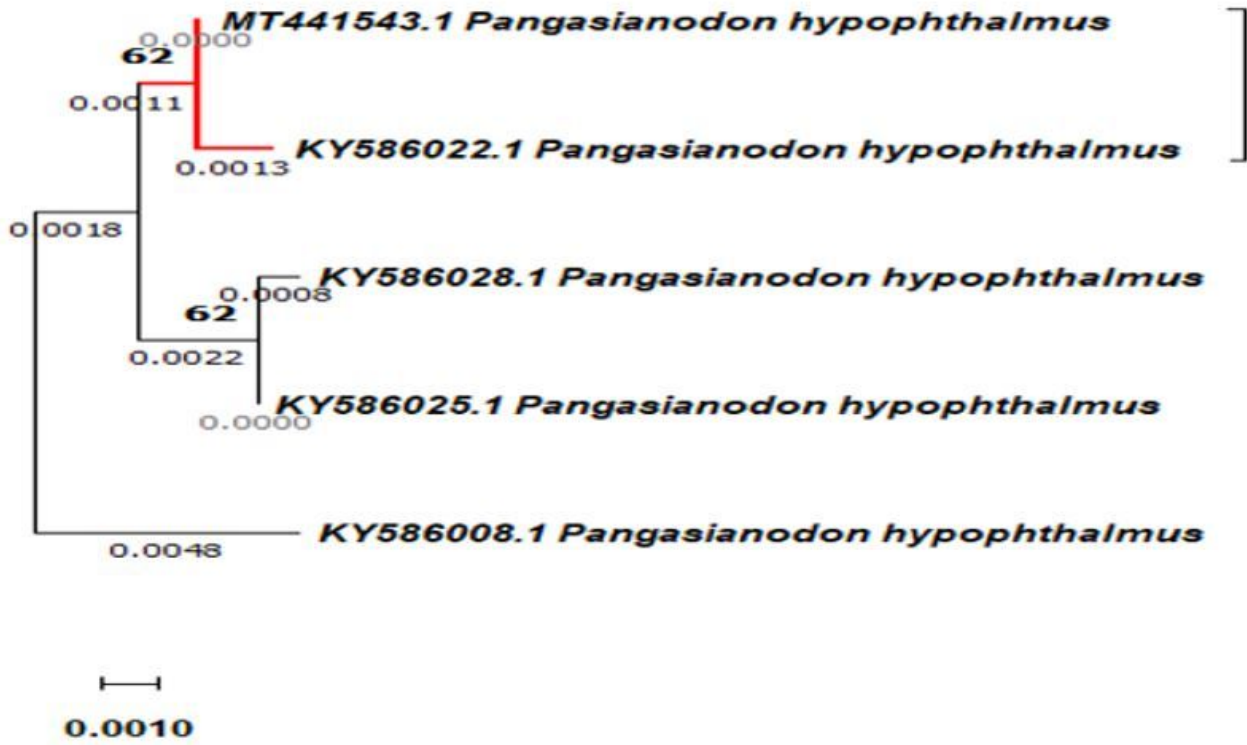 MT441543.1 Pangasianodon hypophthalmus
0.0000
62
0.0011
KY586022.1 Pangasianodon hypophthalmus
0.0013
0.0018
KY586028.1 Pangasianodon hypophthalmus
0.0008
62
0.0022
KY586025.1 Pangasianodon hypophthalmus
0.0000
KY586008.1 Pangasianodon hypophthalmus
0.0048
0.0010